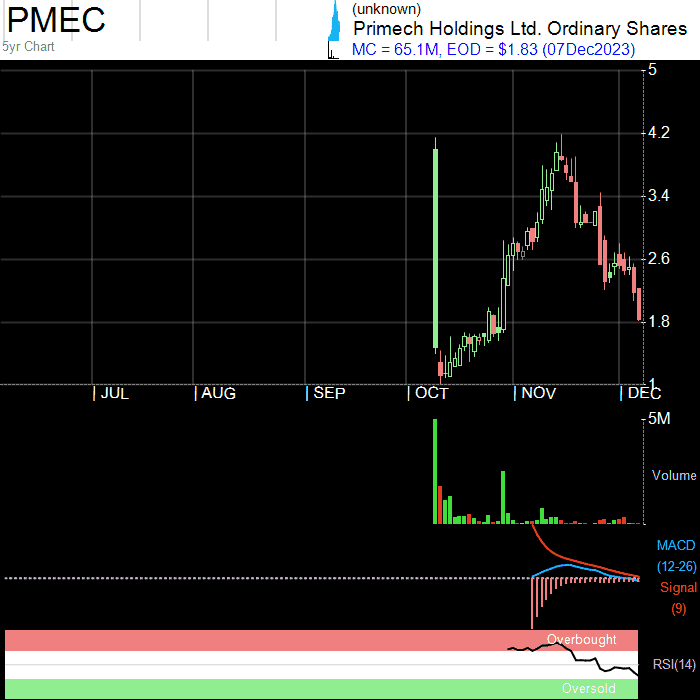 PMEC
5yr Chart
(unknown)
Primech Holdings Ltd. Ordinary Shares
MC = 65.1M, EOD = $1.83 (07Dec2023)
5
4.2
3.4
2.6
1.8
1
JUL AUG SEP OCT NOV DEC
5M
Volume
MACD
(12-26)
Signal
(9)
Overbought
RSI(14)
Oversold